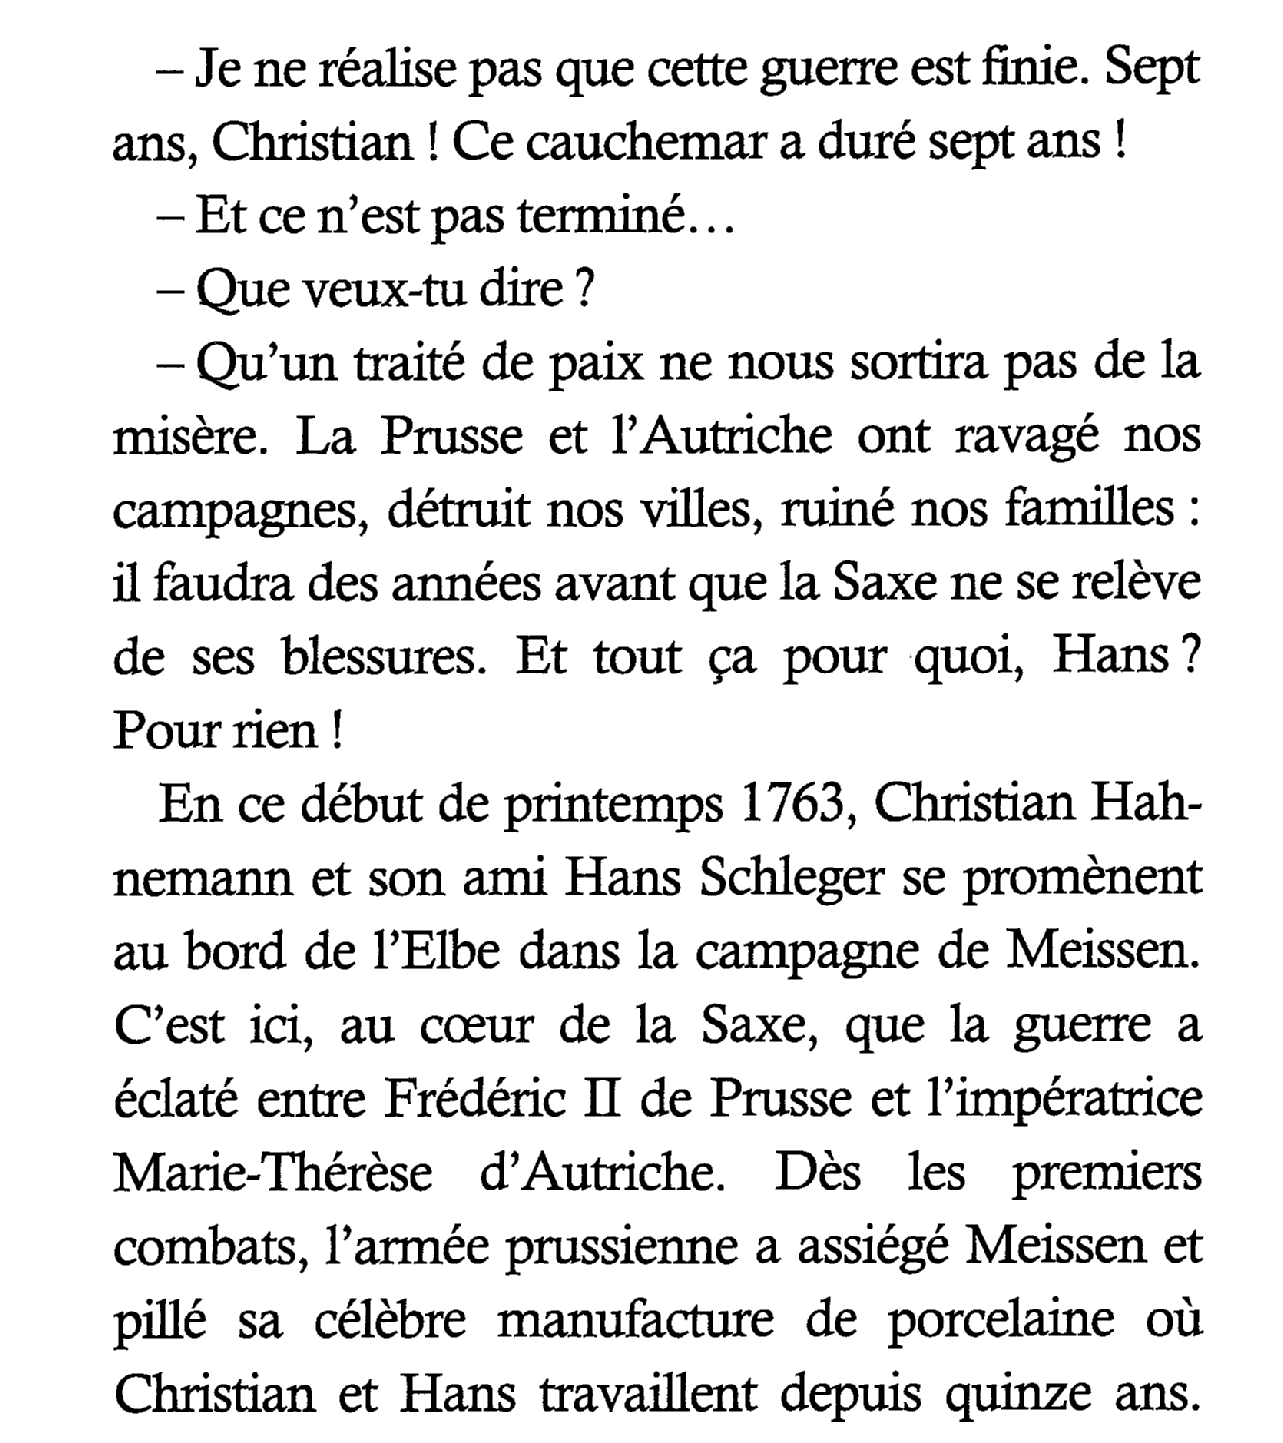 – Je ne réalise pas que cette guerre est finie. Sept
ans, Christian ! Ce cauchemar a duré sept ans !
– Et ce n’est pas terminé…
– Que veux-tu dire ?
– Qu’un traité de paix ne nous sortira pas de la
misère. La Prusse et l’Autriche ont ravagé nos
campagnes, détruit nos villes, ruiné nos familles :
il faudra des années avant que la Saxe ne se relève
de ses blessures. Et tout ça pour quoi, Hans ?
Pour rien !
En ce début de printemps 1763, Christian Hah-
nemann et son ami Hans Schleger se promènent
au bord de l’Elbe dans la campagne de Meissen.
C’est ici, au cœur de la Saxe, que la guerre a
éclaté entre Frédéric II de Prusse et l’impératrice
Marie-Thérèse d’Autriche. Dès les premiers
combats, l’armée prussienne a assiégé Meissen et
pillé sa célèbre manufacture de porcelaine où
Christian et Hans travaillent depuis quinze ans.